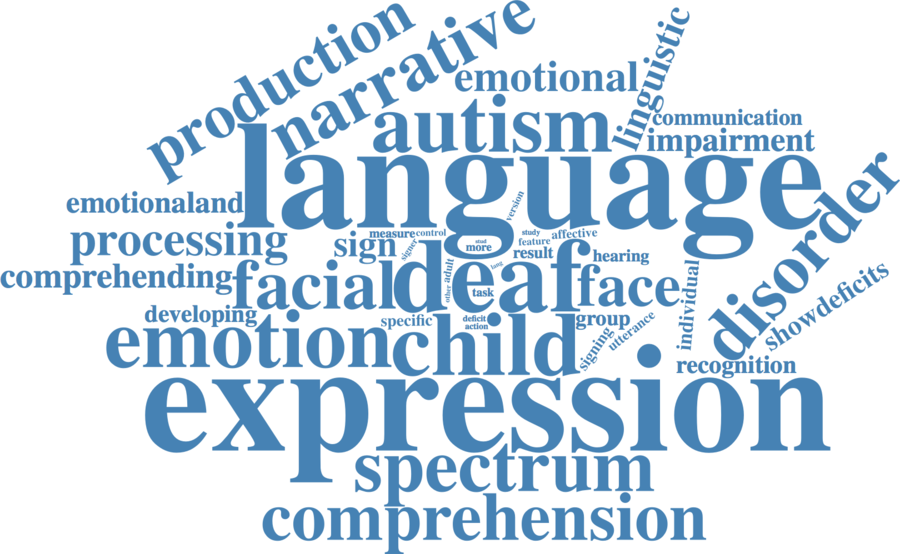 production
narrative
linguistic
emotional
communication
autism
impairment
language
disorder
emotionaland
version
processing
sign
measure
control
signer
stud
more
study
feature
affective
result
hearing
comprehending
facial
deaf
face
adult
other
long
task
individual
showdeficits
developing
specific
deficit
action
group
utterance
signing
emotion
child
recognition
expression
spectrum
comprehension